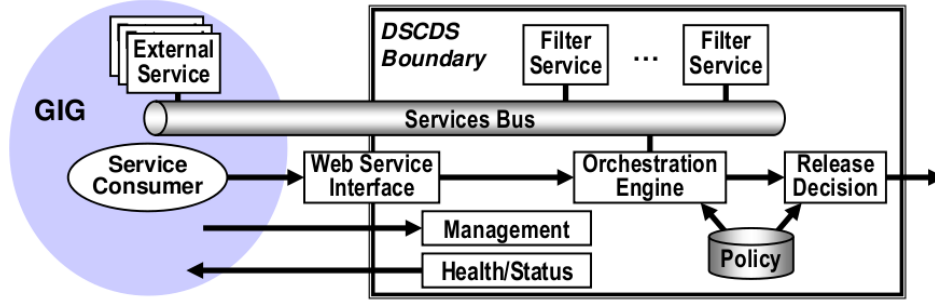 External
Service
GIG
DSCDS
Boundary
Filter
Service
...
Filter
Service
Services Bus
Service
Consumer
Web Service
Interface
Orchestration
Engine
Release
Decision
Management
Health/Status
Policy